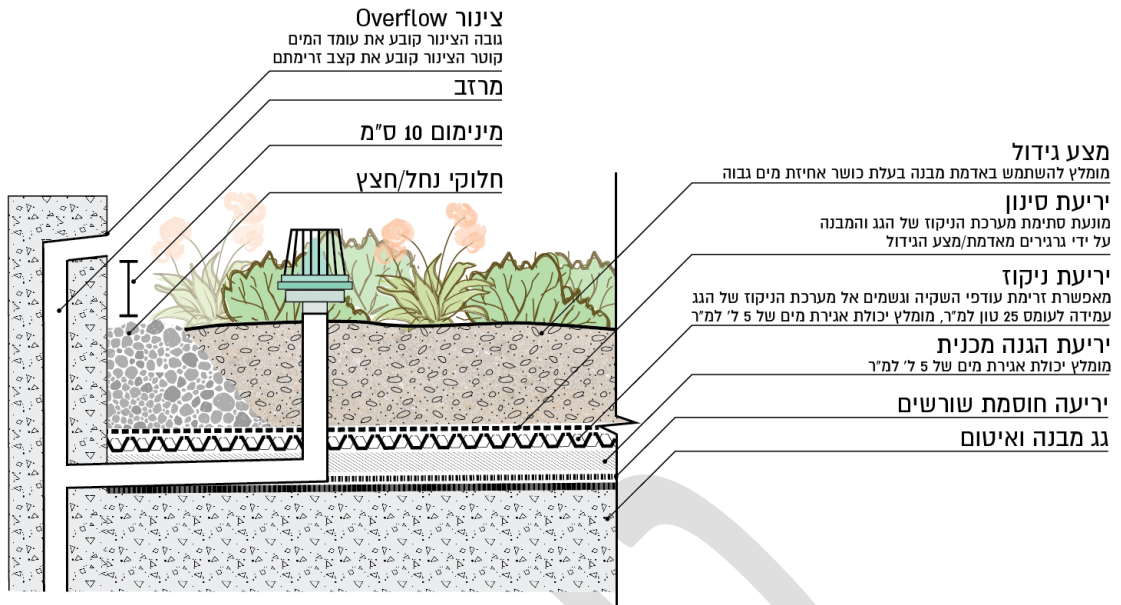 צינור Overflow
גובה הצינור קובע את עומד המים
קוטר הצינור קובע את קצב זרימתם
מרזב
מינימום 10 ס"מ
חלוקי נחל/חצץ
מצע גידול
מומלץ להשתמש באדמת מבנה בעלת כושר אחיזת מים גבוה
יריעת סינון
מונעת סתימת מערכת הניקוז של הגג והמבנה
על ידי גרגירים מאדמת/מצע הגידול
יריעת ניקוז
מאפשרת זרימת עודפי השקיה וגשמים אל מערכת הניקוז של הגג
עמידה לעומס 25 טון למ"ר, מומלץ יכולת אגירת מים של 5 ל' למ"ר
יריעת הגנה מכנית
מומלץ יכולת אגירת מים של 5 ל' למ"ר
יריעה חוסמת שורשים
גג מבנה ואיטום